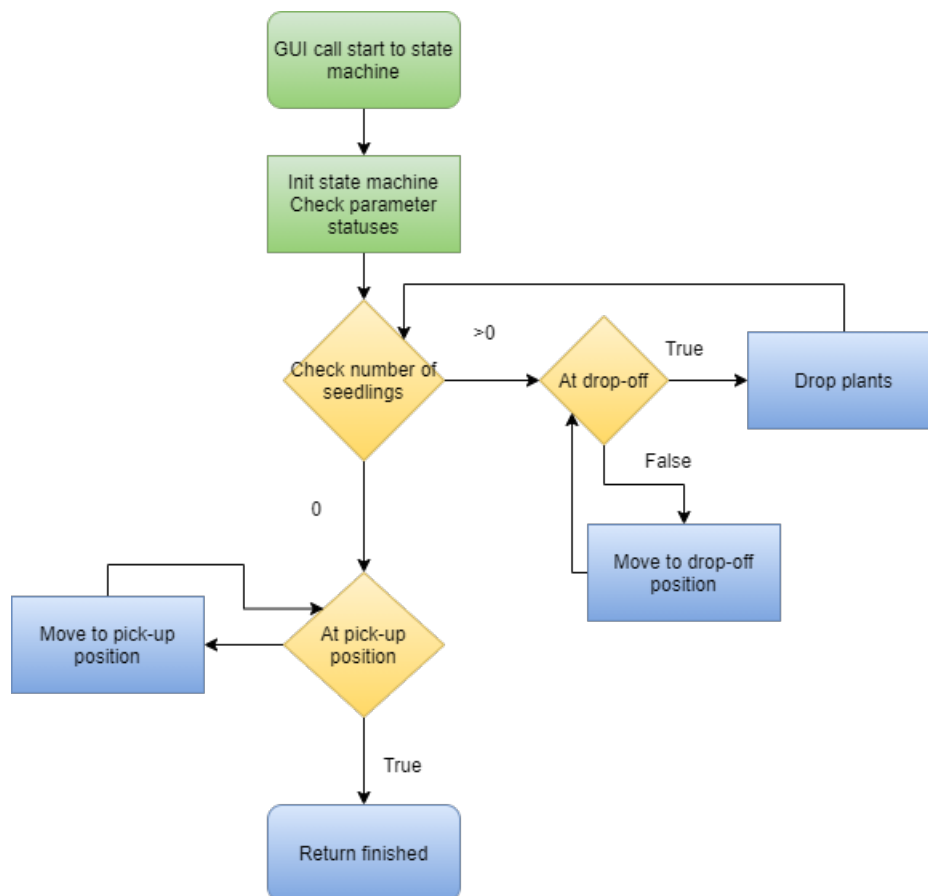 GUI call start to state
machine
Init state machine
Check parameter
statuses
>0
True
Check number of
seedlings
At drop-off
Drop plants
False
0
Move to drop-off
position
Move to pick-up
position
At pick-up
position
True
Return finished